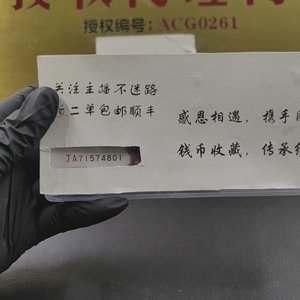 授权编号：ACG0261
关注主播不迷路
二单包邮顺丰
感恩相遇，携手
钱币收藏，传承
JA71574801